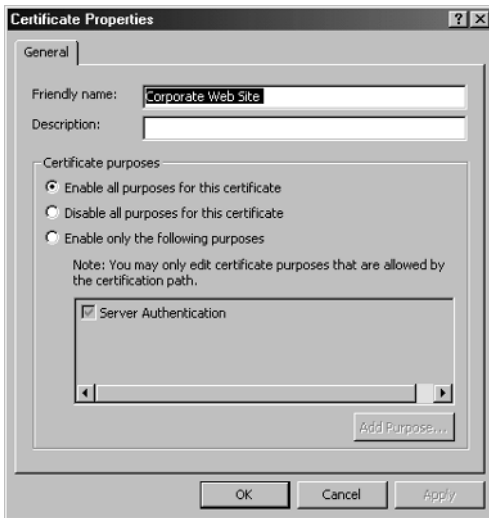 Certificate Properties
General
Friendly name: Corporate Web Site
Description:
Certificate purposes
Enable all purposes for this certificate
Disable all purposes for this certificate
Enable only the following purposes
Note: You may only edit certificate purposes that are allowed by
the certification path.
Server Authentication
Add Purpose...
OK Cancel Apply